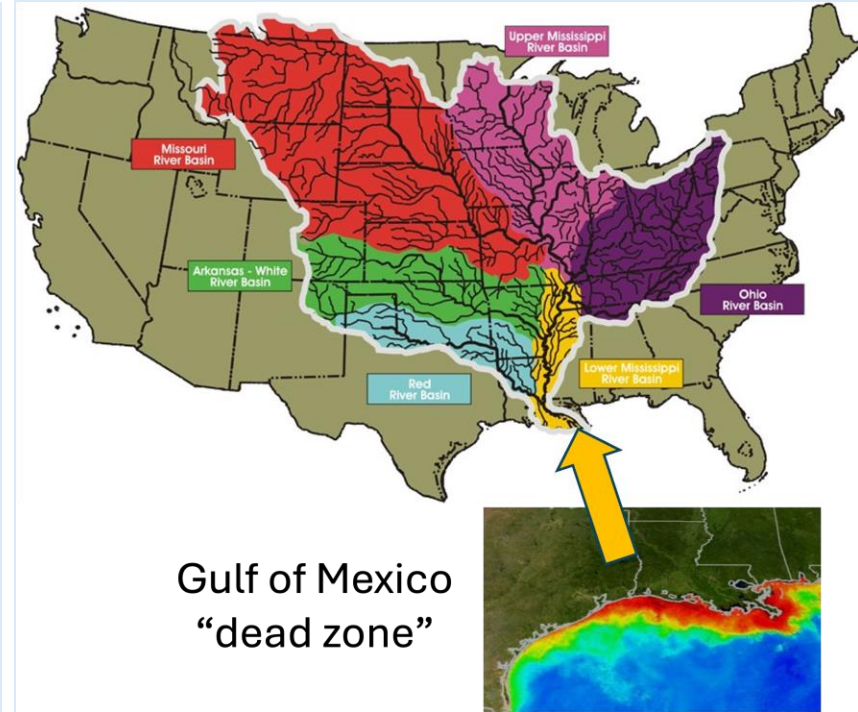 Upper Mississippi
River Basin
Missouri
River Basin
Arkansas - White
River Basin
Ohio
River Basin
Lower Mississippi
River Basin
Red
River Basin
Gulf of Mexico
“dead zone”